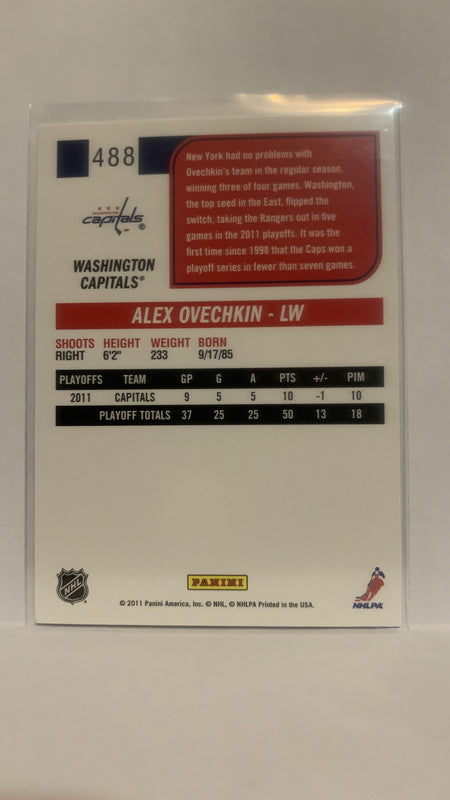 488
New York had no problems with
Ovechkin's team in the regular season,
winning three of four games. Washington,
the top seed in the East, flipped the
switch, taking the Rangers out in five
games in the 2011 playoffs. It was the
first time since 1998 that the Caps won a
playoff series in fewer than seven games.
capitals®
WASHINGTON
CAPITALS®
ALEX OVECHKIN - LW
SHOOTS HEIGHT WEIGHT BORN
RIGHT 6'2" 233 9/17/85
PLAYOFFS TEAM GP G A PTS +/- PIM
2011 CAPITALS 9 5 5 10 -1 10
PLAYOFF TOTALS 37 25 25 50 13 18
NHL
PANINI
NHLPA
© 2011 Panini America, Inc. © NHL, © NHLPA Printed in the USA.